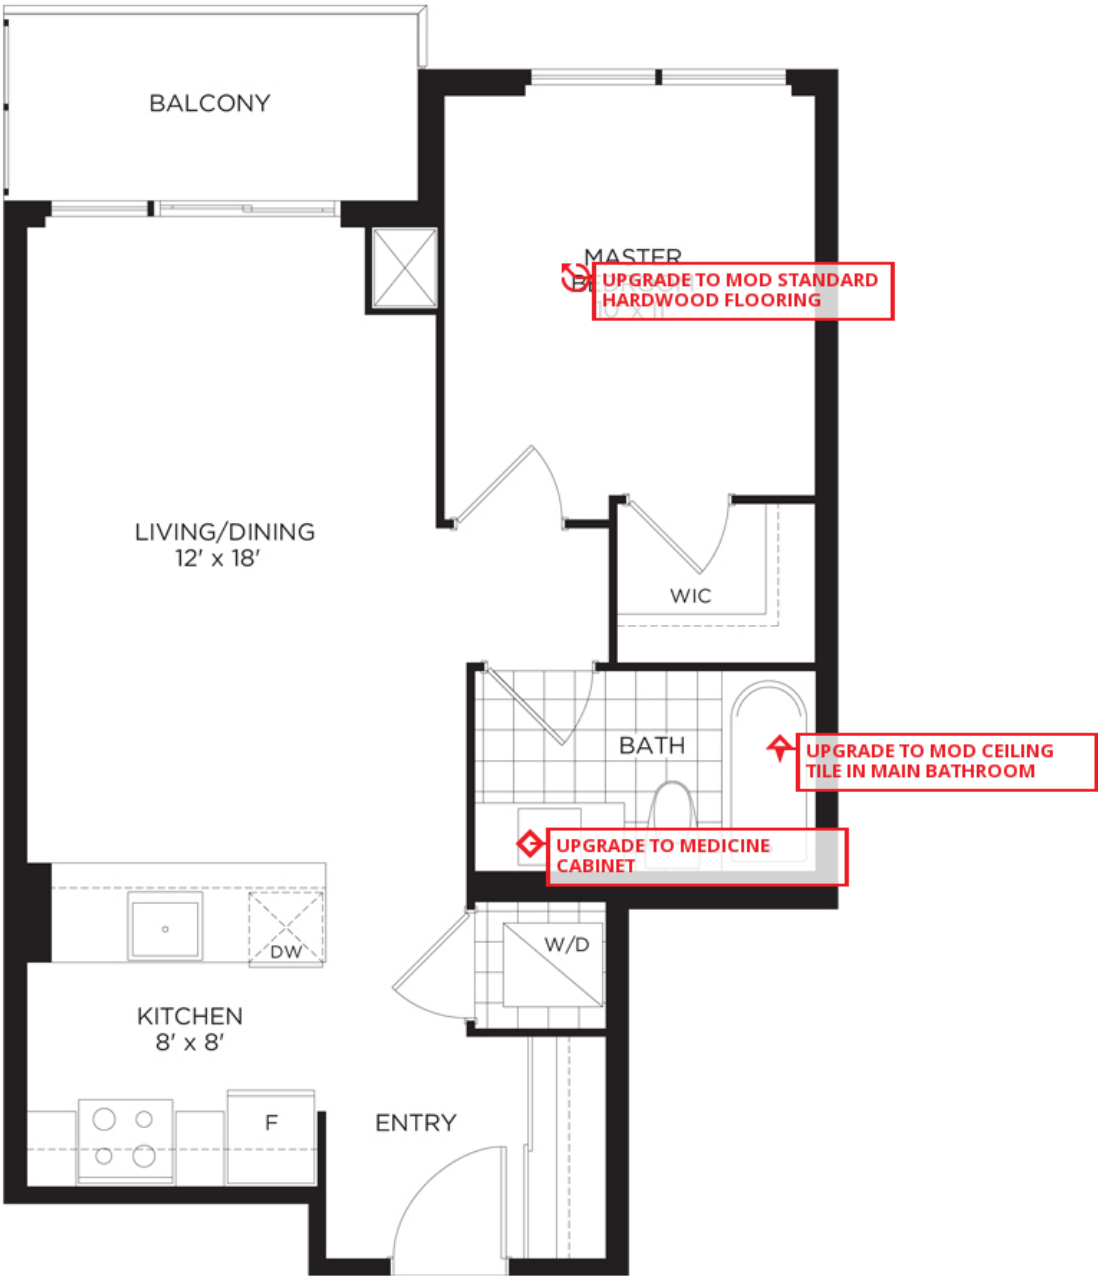 BALCONY
MASTER
UPGRADE TO MOD STANDARD
HARDWOOD FLOORING
LIVING/DINING
12' x 18'
WIC
BATH
UPGRADE TO MOD CEILING
TILE IN MAIN BATHROOM
UPGRADE TO MEDICINE
CABINET
W/D
DW
KITCHEN
8' x 8'
F
ENTRY